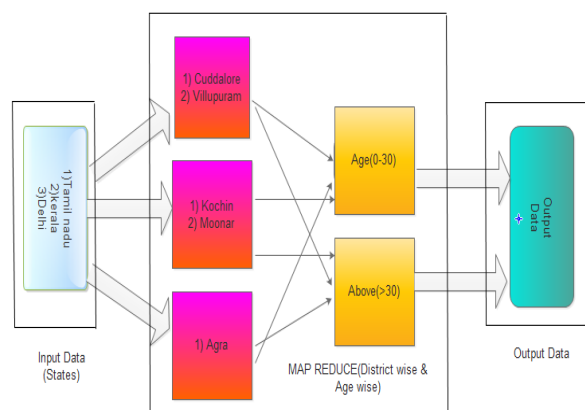 1)Tamil nadu
2)kerala
3)Delhi
Input Data
(States)
1) Cuddalore
2) Villupuram
1) Kochin
2) Moonar
1) Agra
Age(0-30)
Above(>30)
MAP REDUCE(District wise &
Age wise)
Output
Data
Output Data